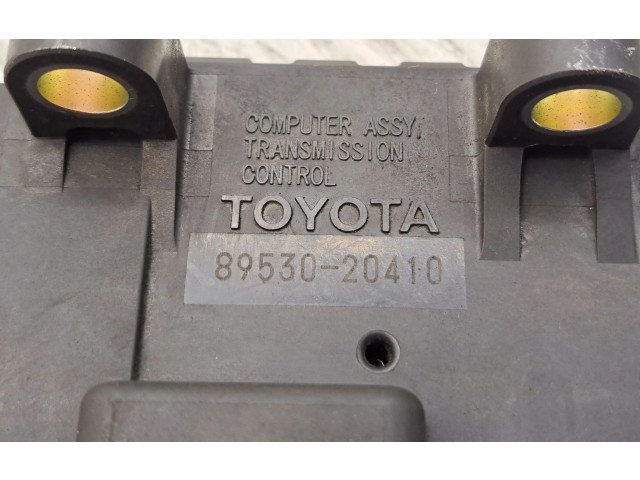 COMPUTER ASSY,
TRANSMISSION
CONTROL
TOYOTA
89530-20410